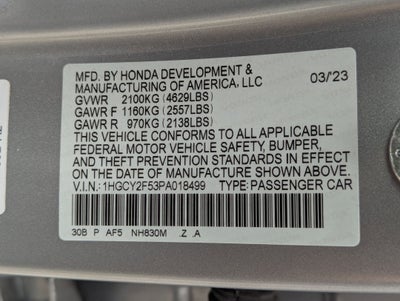 MFD. BY HONDA DEVELOPMENT &
MANUFACTURING OF AMERICA, LLC 03/'23
GVWR 2100KG (4629LBS)
GAWR F 1160KG (2557LBS)
GAWR R 970KG (2138LBS)
THIS VEHICLE CONFORMS TO ALL APPLICABLE
FEDERAL MOTOR VEHICLE SAFETY, BUMPER,
AND THEFT PREVENTION STANDARDS IN EFFECT
ON THE DATE OF MANUFACTURE SHOWN ABOVE.
V.I.N.: 1HGCY2F53PA018499 TYPE: PASSENGER CAR
30B P AF5 NH830M .Z .A